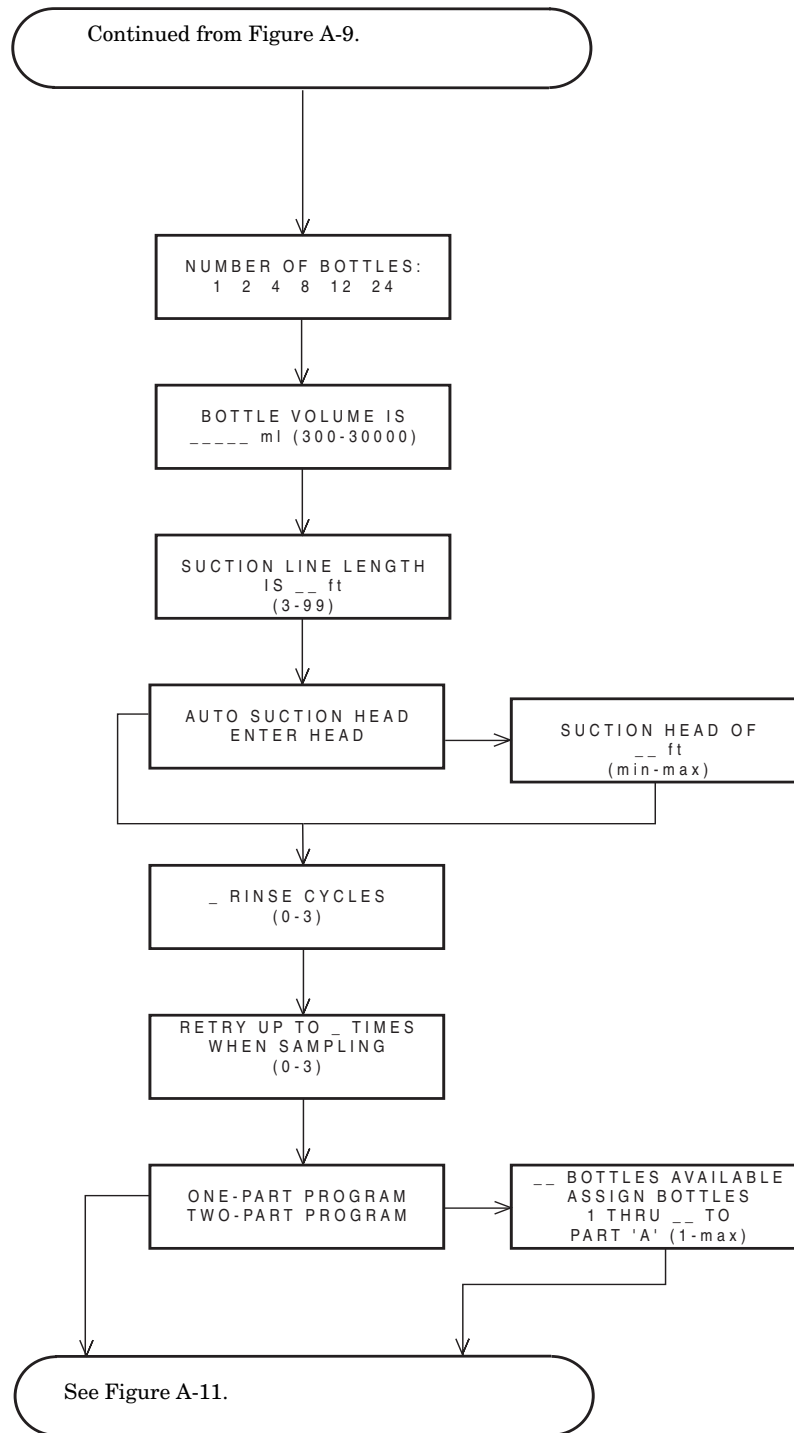 Continued from Figure A-9.
NUMBER OF BOTTLES:
1 2 4 8 12 24
BOTTLE VOLUME IS
_____ ml (300-30000)
SUCTION LINE LENGTH
IS __ ft
(3-99)
AUTO SUCTION HEAD
ENTER HEAD
SUCTION HEAD OF
__ ft
(min-max)
_ RINSE CYCLES
(0-3)
RETRY UP TO _ TIMES
WHEN SAMPLING
(0-3)
ONE-PART PROGRAM
TWO-PART PROGRAM
__ BOTTLES AVAILABLE
ASSIGN BOTTLES
1 THRU __ TO
PART 'A' (1-max)
See Figure A-11.